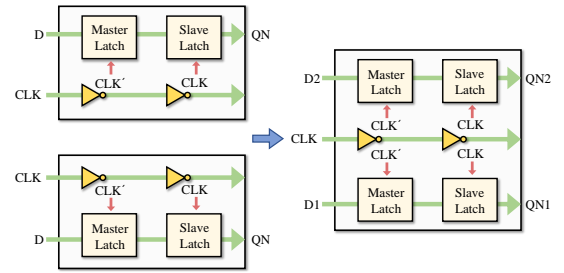 D
Master
Latch
Slave
Latch
QN
CLK
CLK´
CLK
CLK
CLK´
CLK
D
Master
Latch
Slave
Latch
QN
D2
Master
Latch
Slave
Latch
QN2
CLK´
CLK
CLK
CLK´
CLK
D1
Master
Latch
Slave
Latch
QN1